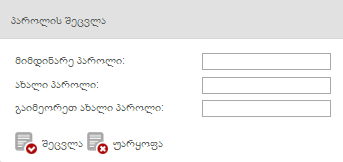 პაროლის შეცვლა
მიმდინარე პაროლი:
ახალი პაროლი:
გაიმეორეთ ახალი პაროლი:
შეცვლა უარყოფა